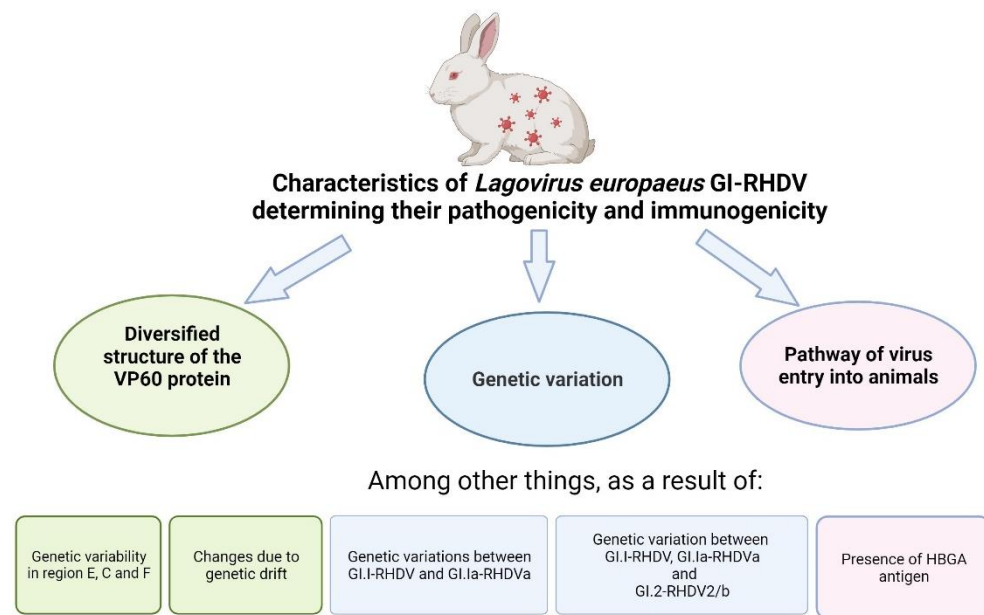 Characteristics of Lagovirus europaeus GI-RHDV
determining their pathogenicity and immunogenicity
Diversified
structure of the
VP60 protein
Genetic variation
Pathway of virus
entry into animals
Among other things, as a result of:
Genetic variability
in region E, C and F
Changes due to
genetic drift
Genetic variations between
GI.I-RHDV and GI.Ia-RHDVa
Genetic variation between
GI.I-RHDV, GI.Ia-RHDVa
and
GI.2-RHDV2/b
Presence of HBGA
antigen